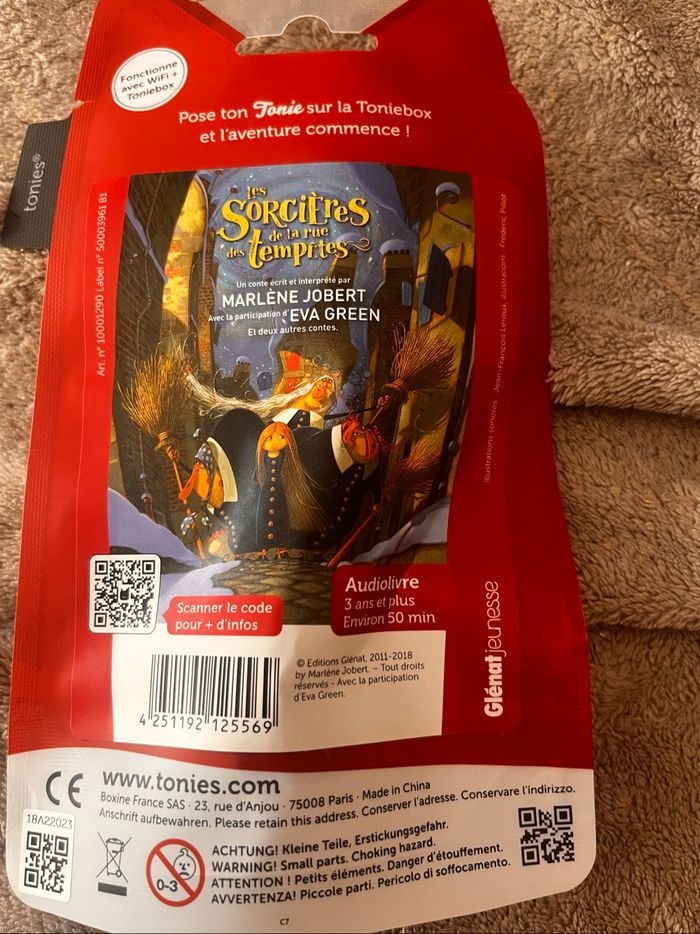 Fonctionne
avec WiFi +
Toniebox
Pose ton Tonie sur la Toniebox
et l'aventure commence !
tonies®
Art. n° 10001290 Label n° 50003961 B1
les
SORCIÈRES
de la rue
des tempêtes
Un conte écrit et interprété par
MARLÈNE JOBERT
Avec la participation d'EVA GREEN
Et deux autres contes.
Illustrations sonores Jean-François Leroux, illustrations Frédéric Pillot
Scanner le code
pour + d'infos
Audiolivre
3 ans et plus
Environ 50 min
Glénat jeunesse
4 251192 125569
© Editions Glénat, 2011-2018
by Marlène Jobert. – Tout droits
réservés - Avec la participation
d'Eva Green.
CE
www.tonies.com
Boxine France SAS · 23, rue d'Anjou · 75008 Paris · Made in China
Anschrift aufbewahren. Please retain this address. Conserver l'adresse. Conservare l'indirizzo.
18A22023
0-3
ACHTUNG! Kleine Teile, Erstickungsgefahr.
WARNING! Small parts. Choking hazard.
ATTENTION ! Petits éléments. Danger d'étouffement.
AVVERTENZA! Piccole parti. Pericolo di soffocamento.
C7